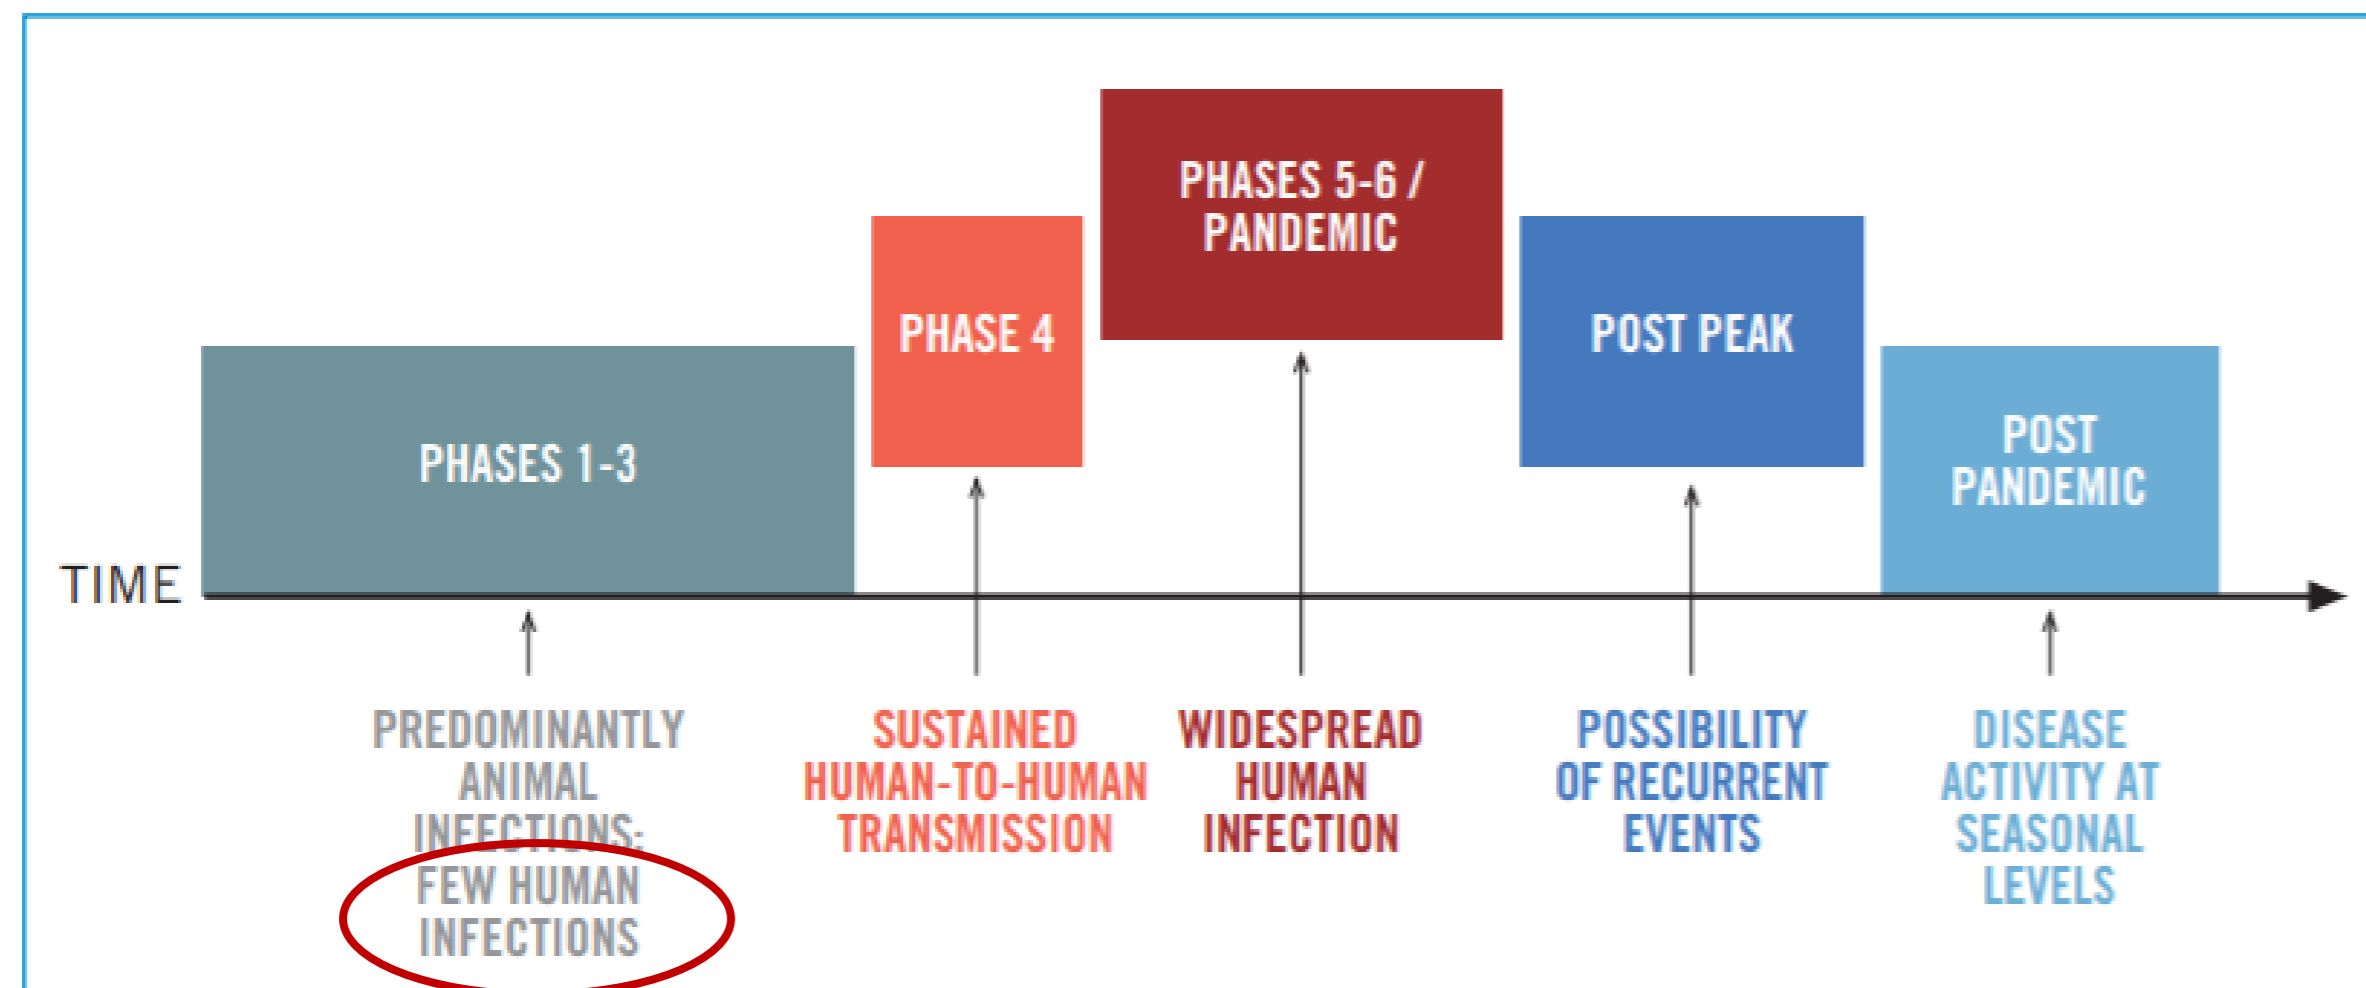 PHASES 5-6 /
PANDEMIC
PHASE 4
POST PEAK
PHASES 1-3
POST
PANDEMIC
TIME
PREDOMINANTLY
ANIMAL
INFECTIONS;
FEW HUMAN
INFECTIONS
SUSTAINED
HUMAN-TO-HUMAN
TRANSMISSION
WIDESPREAD
HUMAN
INFECTION
POSSIBILITY
OF RECURRENT
EVENTS
DISEASE
ACTIVITY AT
SEASONAL
LEVELS